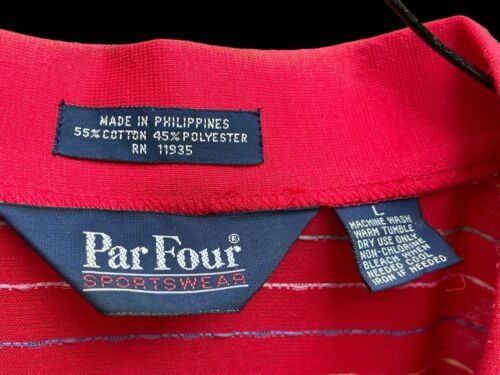 MADE IN PHILIPPINES
55% COTTON 45% POLYESTER
RN 11935
Par Four®
SPORTSWEAR
L
MACHINE WASH
WARM TUMBLE
DRY USE ONLY
NON-CHLORINE
BLEACH WHEN
NEEDED COOL
IRON IF NEEDED